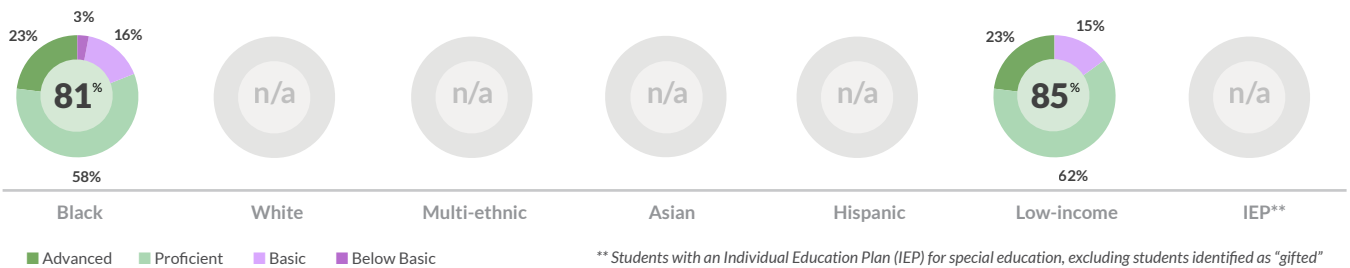 3%
23%
16%
81%
58%
n/a
n/a
n/a
n/a
15%
23%
85%
62%
n/a
Black
White
Multi-ethnic
Asian
Hispanic
Low-income
IEP**
Advanced
Proficient
Basic
Below Basic
** Students with an Individual Education Plan (IEP) for special education, excluding students identified as “gifted”